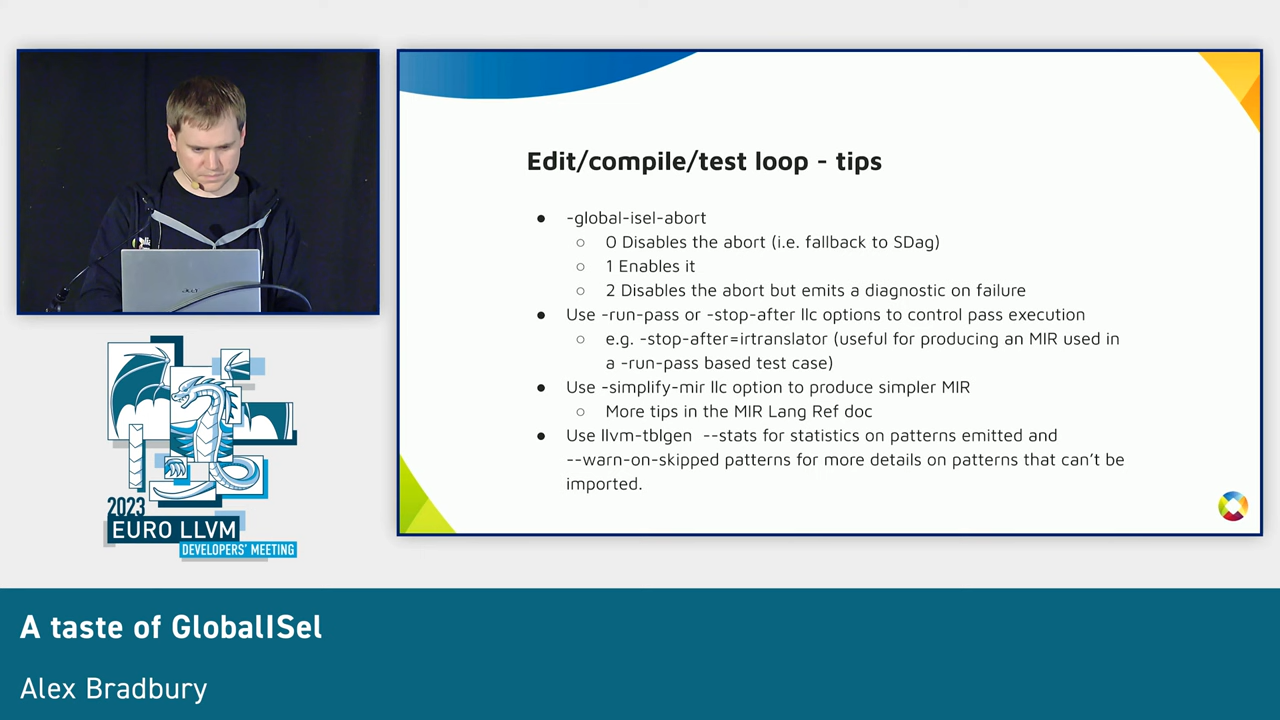 Edit/compile/test loop - tips
● -global-isel-abort
○ 0 Disables the abort (i.e. fallback to SDag)
○ 1 Enables it
○ 2 Disables the abort but emits a diagnostic on failure
● Use -run-pass or -stop-after llc options to control pass execution
○ e.g. -stop-after=irtranslator (useful for producing an MIR used in
a -run-pass based test case)
● Use -simplify-mir llc option to produce simpler MIR
○ More tips in the MIR Lang Ref doc
● Use llvm-tblgen --stats for statistics on patterns emitted and
--warn-on-skipped patterns for more details on patterns that can't be
imported.
2023
EURO LLVM
DEVELOPERS' MEETING
A taste of GlobalISel
Alex Bradbury